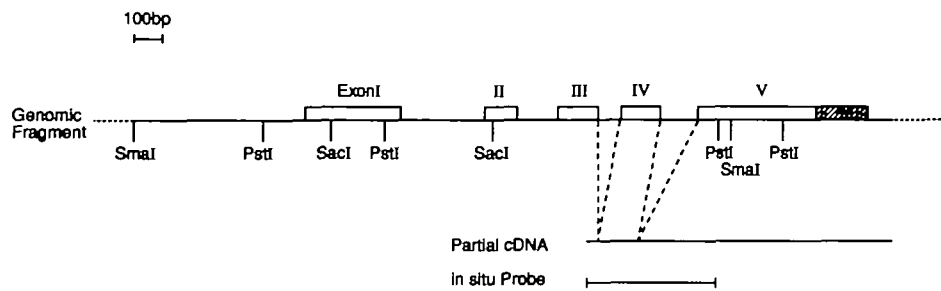 100bp
ExonI II III IV V
Genomic
Fragment
SmaI PstI SacI PstI SacI PstI PstI
SmaI
Partial cDNA
in situ Probe